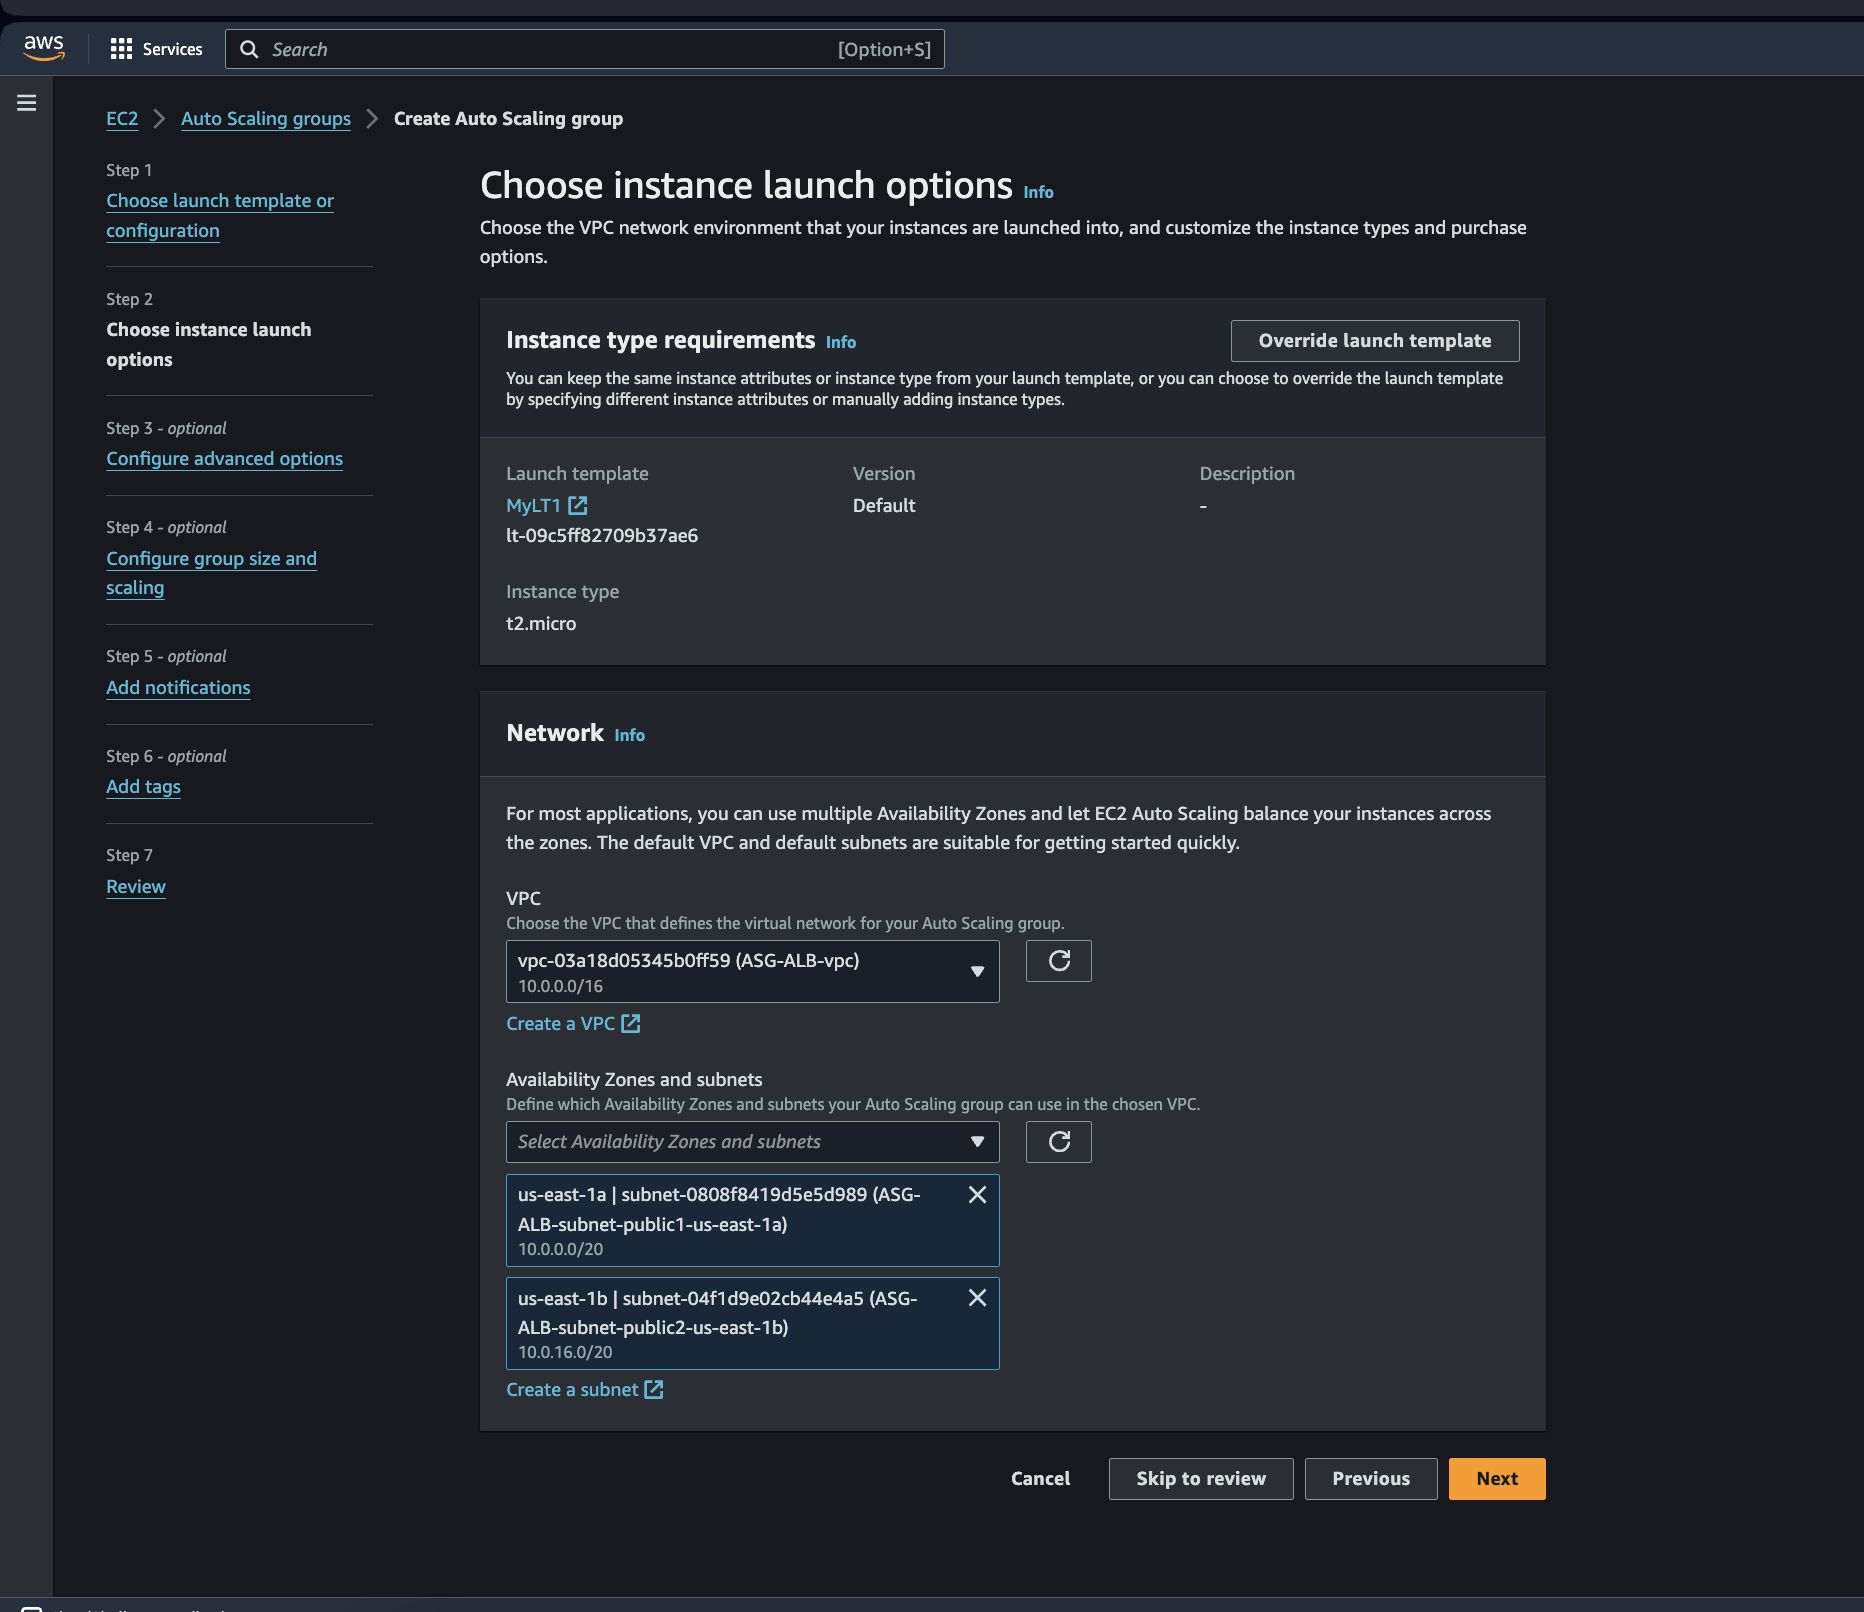 aws
Services
Search
[Option+S]
EC2
Auto Scaling groups
Create Auto Scaling group
Step 1
Choose launch template or
configuration
Step 2
Choose instance launch
options
Step 3 - optional
Configure advanced options
Step 4 - optional
Configure group size and
scaling
Step 5 - optional
Add notifications
Step 6 - optional
Add tags
Step 7
Review
Choose instance launch options Info
Choose the VPC network environment that your instances are launched into, and customize the instance types and purchase
options.
Instance type requirements Info
Override launch template
You can keep the same instance attributes or instance type from your launch template, or you can choose to override the launch template
by specifying different instance attributes or manually adding instance types.
Launch template
MyLT1
lt-09c5ff82709b37ae6
Version
Default
Description
-
Instance type
t2.micro
Network Info
For most applications, you can use multiple Availability Zones and let EC2 Auto Scaling balance your instances across
the zones. The default VPC and default subnets are suitable for getting started quickly.
VPC
Choose the VPC that defines the virtual network for your Auto Scaling group.
vpc-03a18d05345b0ff59 (ASG-ALB-vpc)
10.0.0.0/16
Create a VPC
Availability Zones and subnets
Define which Availability Zones and subnets your Auto Scaling group can use in the chosen VPC.
Select Availability Zones and subnets
us-east-1a | subnet-0808f8419d5e5d989 (ASG-
ALB-subnet-public1-us-east-1a)
10.0.0.0/20
us-east-1b | subnet-04f1d9e02cb44e4a5 (ASG-
ALB-subnet-public2-us-east-1b)
10.0.16.0/20
Create a subnet
Cancel
Skip to review
Previous
Next